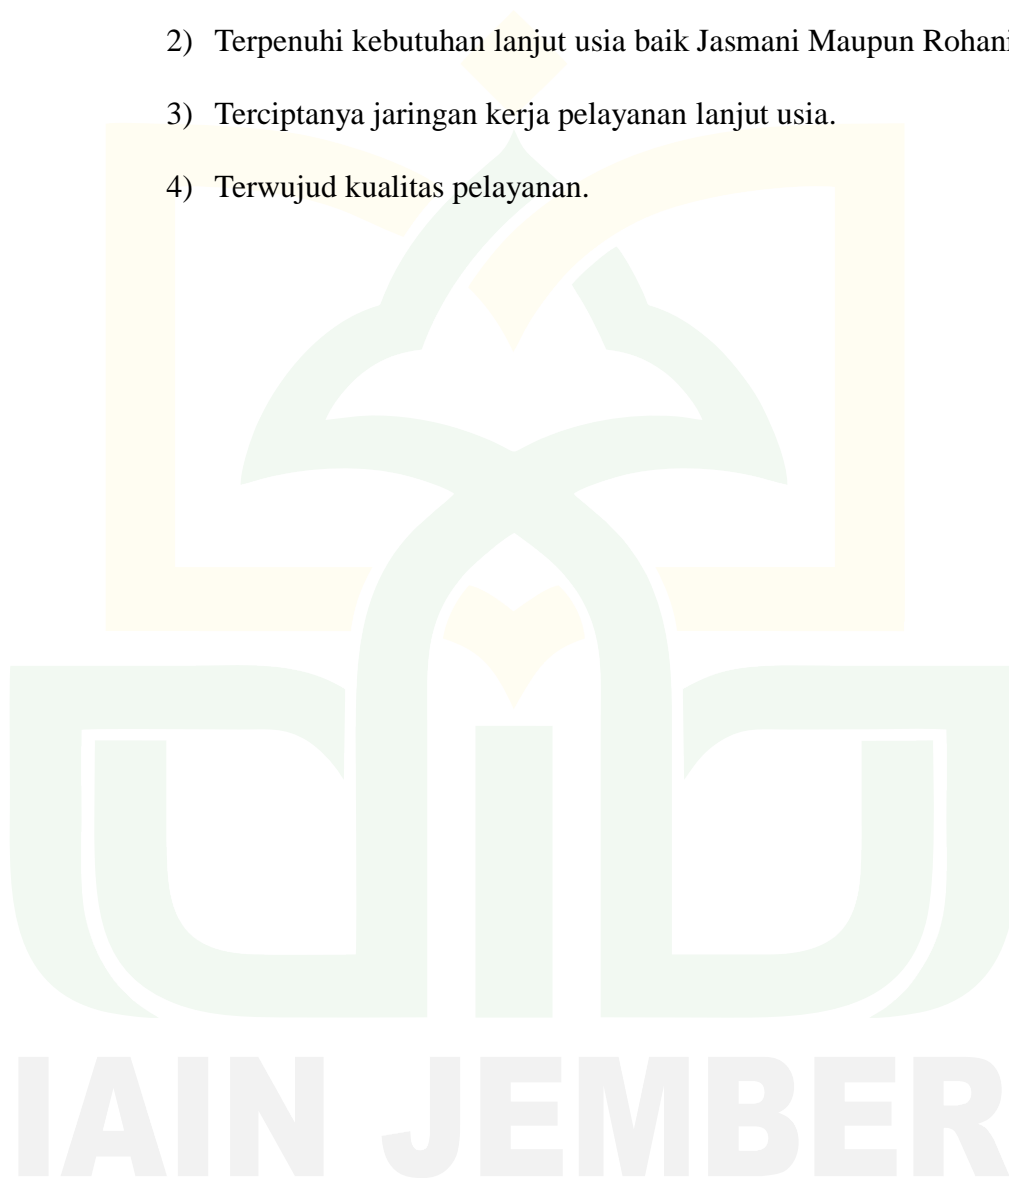 2) Terpenuhi kebutuhan lanjut usia baik Jasmani Maupun Rohani
3) Terciptanya jaringan kerja pelayanan lanjut usia.
4) Terwujud kualitas pelayanan.
IAIN JEMBER